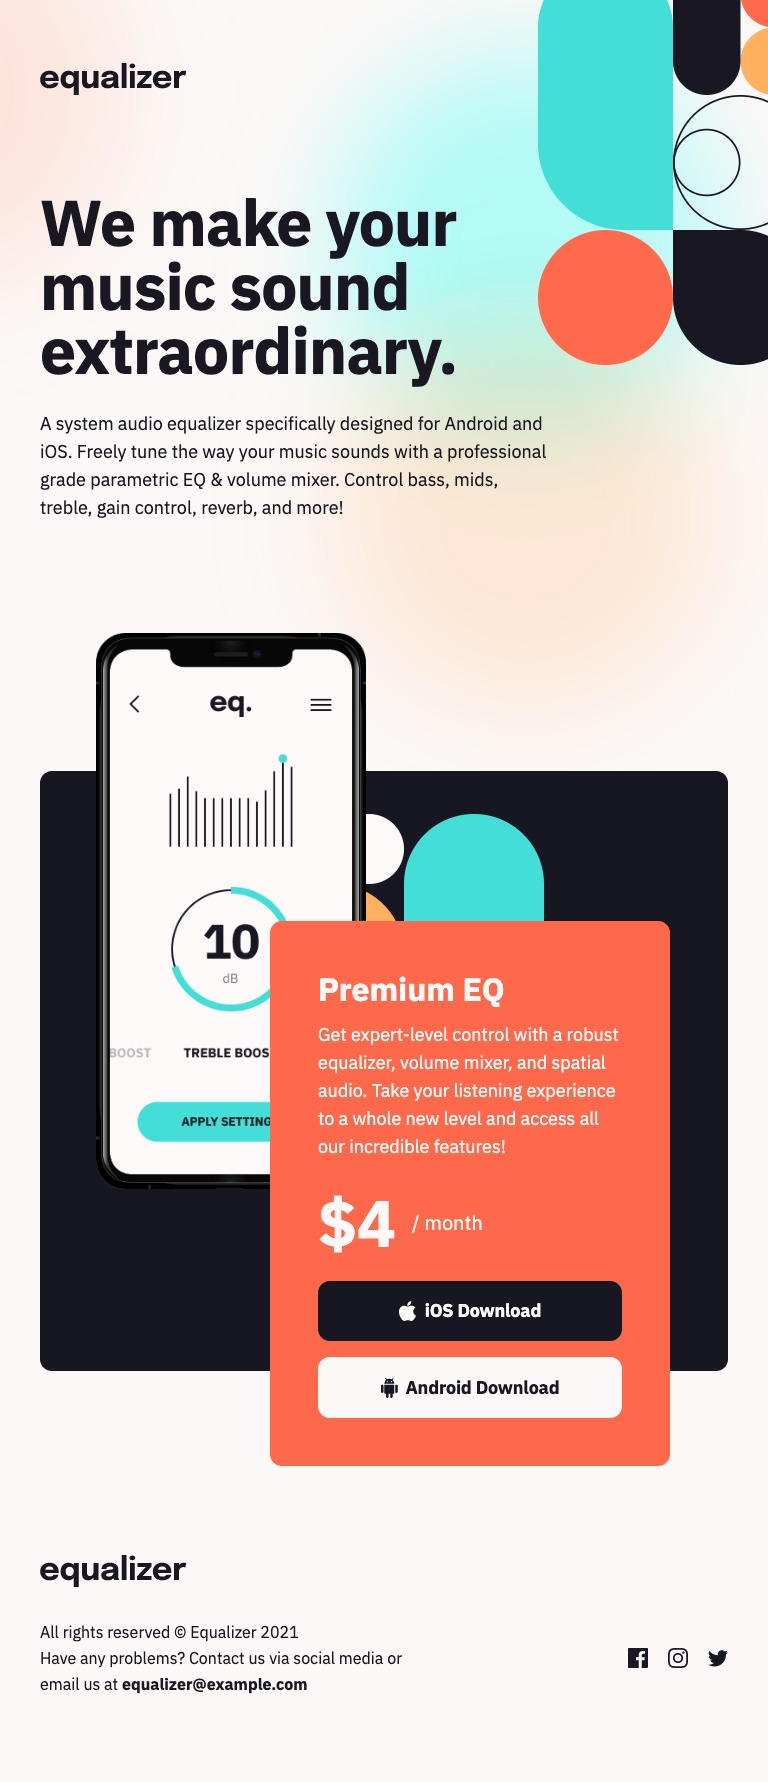 equalizer
We make your
music sound
extraordinary.
A system audio equalizer specifically designed for Android and
iOS. Freely tune the way your music sounds with a professional
grade parametric EQ & volume mixer. Control bass, mids,
treble, gain control, reverb, and more!
eq.
10
dB
BOOST TREBLE BOOS
APPLY SETTING
Premium EQ
Get expert-level control with a robust
equalizer, volume mixer, and spatial
audio. Take your listening experience
to a whole new level and access all
our incredible features!
$4 / month
iOS Download
Android Download
equalizer
All rights reserved © Equalizer 2021
Have any problems? Contact us via social media or
email us at equalizer@example.com